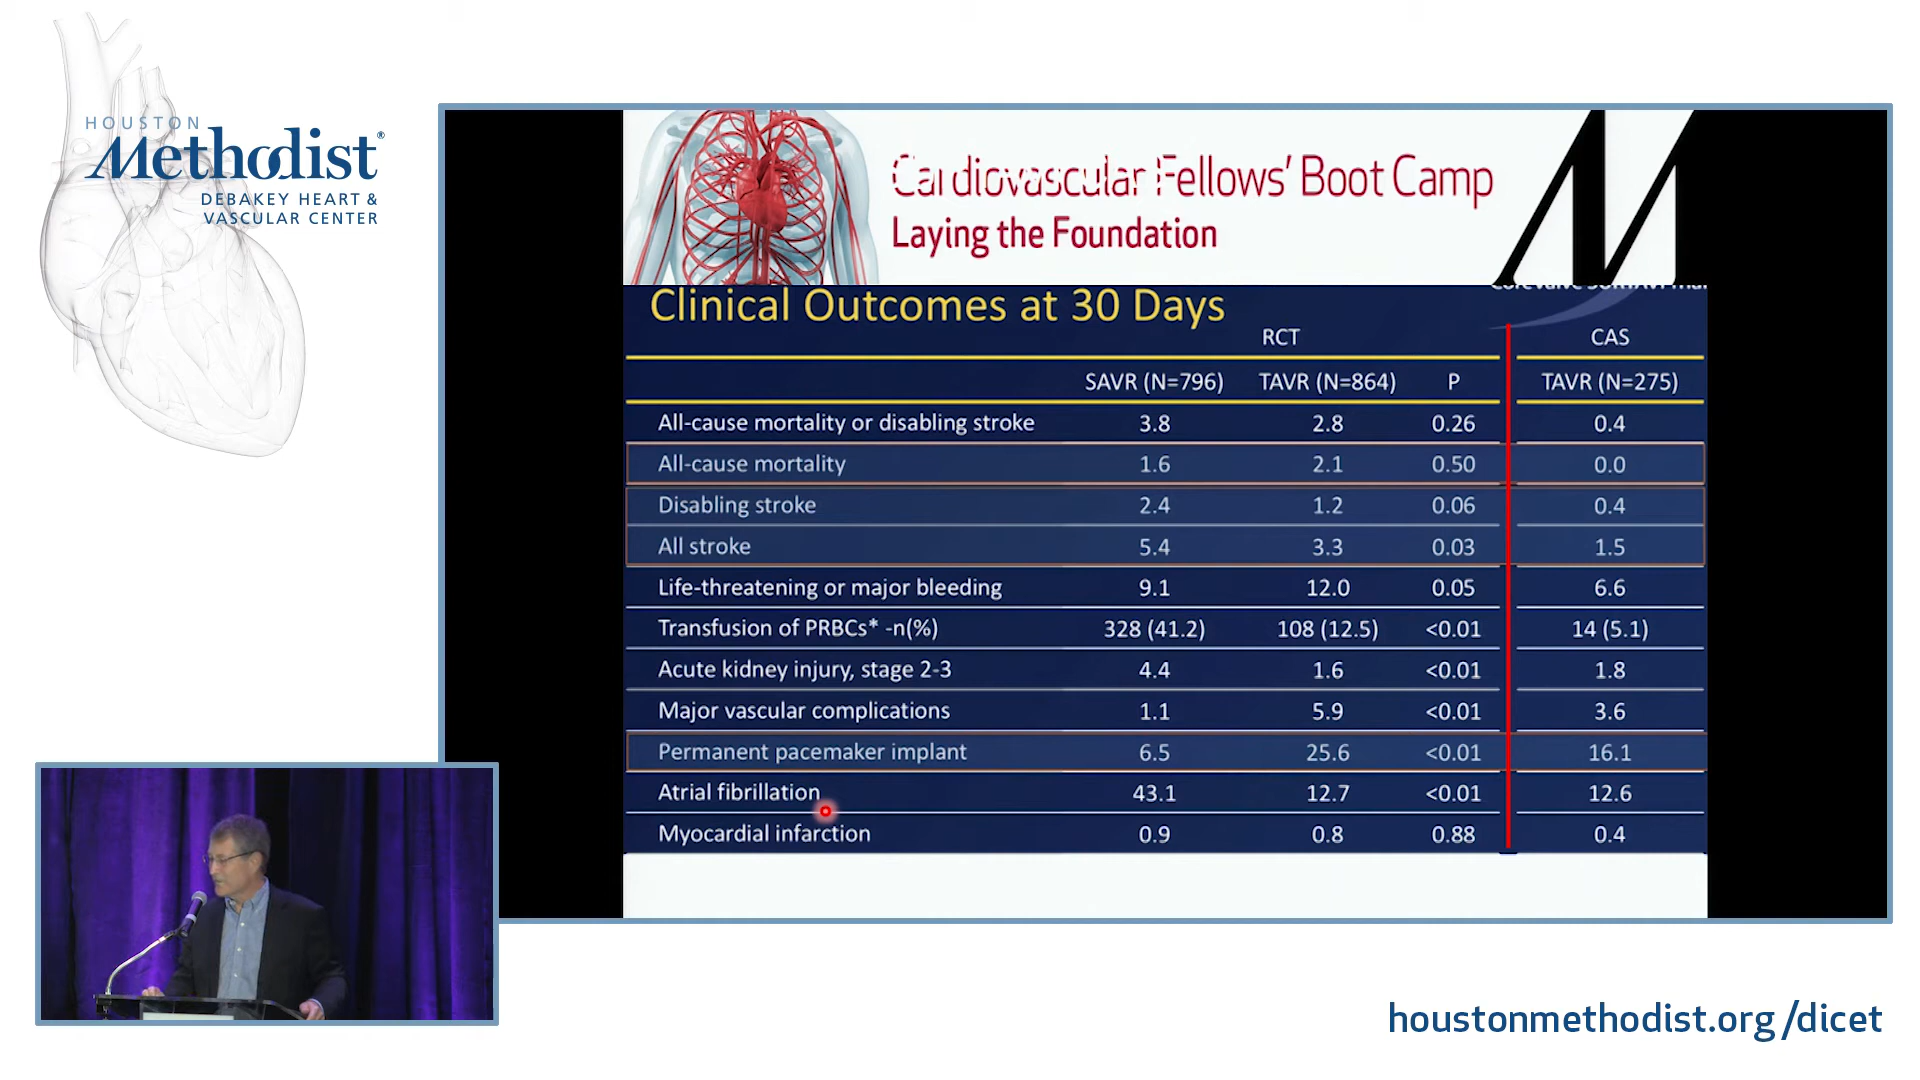 HOUSTON
Methodist®
DEBAKEY HEART &
VASCULAR CENTER
Cardiovascular Fellows' Boot Camp
Laying the Foundation
Clinical Outcomes at 30 Days
RCT CAS
SAVR (N=796) TAVR (N=864) P TAVR (N=275)
All-cause mortality or disabling stroke 3.8 2.8 0.26 0.4
All-cause mortality 1.6 2.1 0.50 0.0
Disabling stroke 2.4 1.2 0.06 0.4
All stroke 5.4 3.3 0.03 1.5
Life-threatening or major bleeding 9.1 12.0 0.05 6.6
Transfusion of PRBCs* -n(%) 328 (41.2) 108 (12.5) <0.01 14 (5.1)
Acute kidney injury, stage 2-3 4.4 1.6 <0.01 1.8
Major vascular complications 1.1 5.9 <0.01 3.6
Permanent pacemaker implant 6.5 25.6 <0.01 16.1
Atrial fibrillation 43.1 12.7 <0.01 12.6
Myocardial infarction 0.9 0.8 0.88 0.4
houstonmethodist.org/dicet